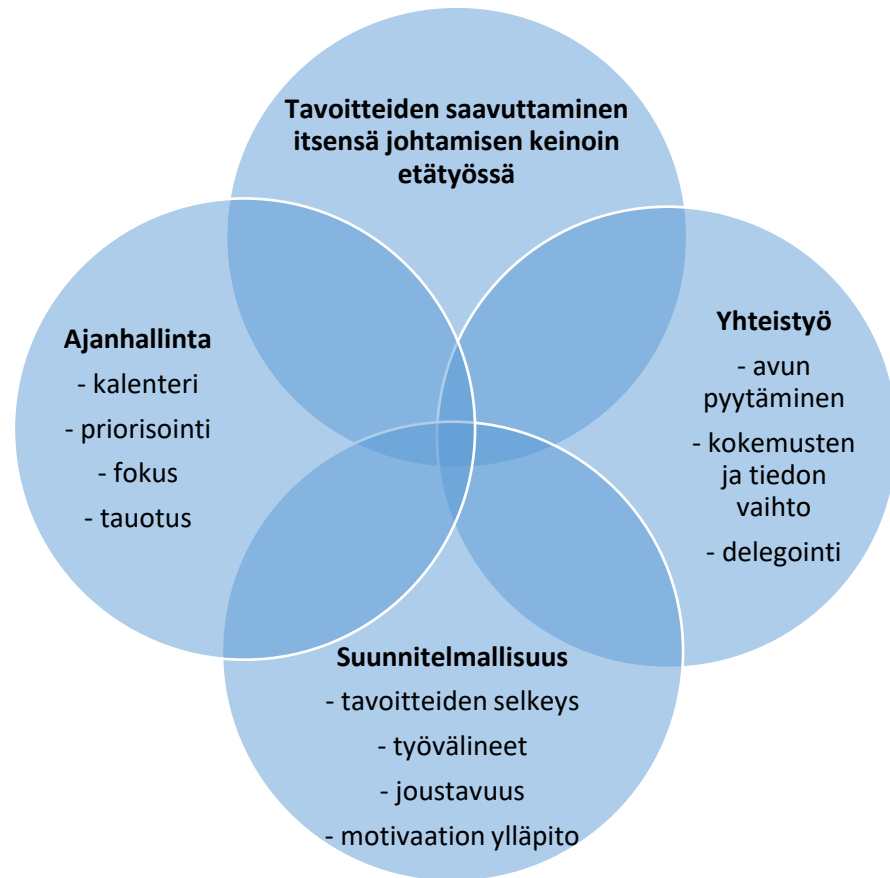 Tavoitteiden saavuttaminen
itsensä johtamisen keinoin
etätyössä
Ajanhallinta
- kalenteri
- priorisointi
- fokus
- tauotus
Yhteistyö
- avun
pyytäminen
- kokemusten
ja tiedon
vaihto
- delegointi
Suunnitelmallisuus
- tavoitteiden selkeys
- työvälineet
- joustavuus
- motivaation ylläpito